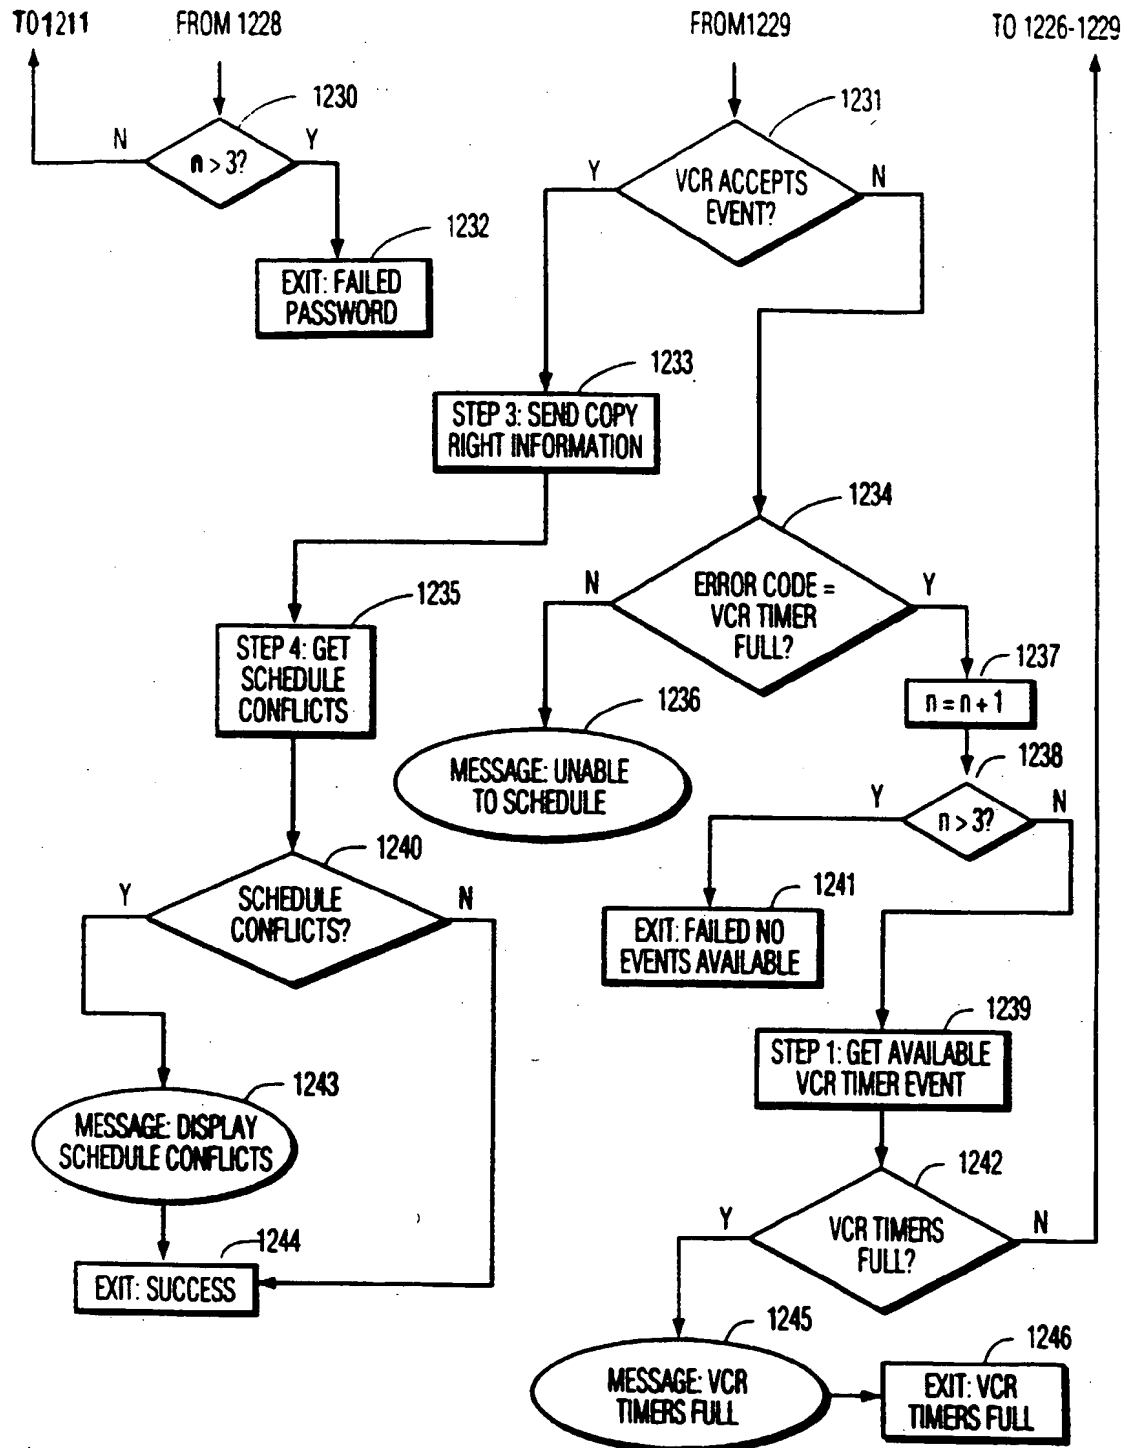 TO1211
FROM 1228
FROM1229
TO 1226-1229
1230
N
n > 3?
Y
1231
Y
VCR ACCEPTS
EVENT?
N
1232
EXIT: FAILED
PASSWORD
1233
STEP 3: SEND COPY
RIGHT INFORMATION
1234
N
ERROR CODE =
VCR TIMER
FULL?
Y
1235
STEP 4: GET
SCHEDULE
CONFLICTS
1236
MESSAGE: UNABLE
TO SCHEDULE
1237
n = n + 1
1238
Y
n > 3?
N
1240
Y
SCHEDULE
CONFLICTS?
N
1241
EXIT: FAILED NO
EVENTS AVAILABLE
1239
STEP 1: GET AVAILABLE
VCR TIMER EVENT
1243
MESSAGE: DISPLAY
SCHEDULE CONFLICTS
1242
Y
VCR TIMERS
FULL?
N
1244
EXIT: SUCCESS
1245
MESSAGE: VCR
TIMERS FULL
1246
EXIT: VCR
TIMERS FULL